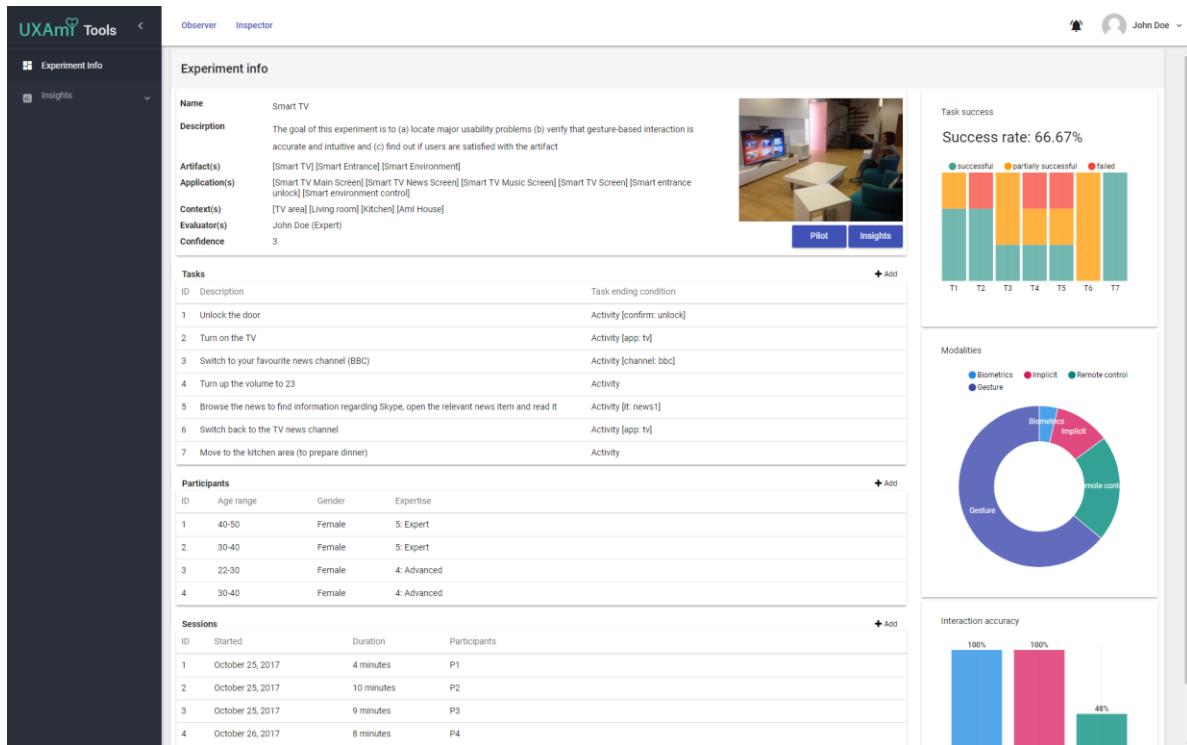 UXAmI Tools
Observer Inspector
John Doe
Experiment Info
Insights
Experiment info
Name Smart TV
Descirption The goal of this experiment is to (a) locate major usability problems (b) verify that gesture-based interaction is
accurate and intuitive and (c) find out if users are satisfied with the artifact
Artifact(s) [Smart TV] [Smart Entrance] [Smart Environment]
Application(s) [Smart TV Main Screen] [Smart TV News Screen] [Smart TV Music Screen] [Smart TV Screen] [Smart entrance
unlock] [Smart environment control]
Context(s) [TV area] [Living room] [Kitchen] [AmI House]
Evaluator(s) John Doe (Expert)
Confidence 3
Pilot Insights
Tasks + Add
ID Description Task ending condition
1 Unlock the door Activity [confirm: unlock]
2 Turn on the TV Activity [app: tv]
3 Switch to your favourite news channel (BBC) Activity [channel: bbc]
4 Turn up the volume to 23 Activity
5 Browse the news to find information regarding Skype, open the relevant news item and read it Activity [it: news1]
6 Switch back to the TV news channel Activity [app: tv]
7 Move to the kitchen area (to prepare dinner) Activity
Participants + Add
ID Age range Gender Expertise
1 40-50 Female 5: Expert
2 30-40 Female 5: Expert
3 22-30 Female 4: Advanced
4 30-40 Female 4: Advanced
Sessions + Add
ID Started Duration Participants
1 October 25, 2017 4 minutes P1
2 October 25, 2017 10 minutes P2
3 October 25, 2017 9 minutes P3
4 October 26, 2017 8 minutes P4
Task success
Success rate: 66.67%
successful partially successful failed
T1 T2 T3 T4 T5 T6 T7
Modalities
Biometrics Implicit Remote control
Gesture
Biometrics
Implicit
mote cont
Gesture
Interaction accuracy
100% 100%
48%